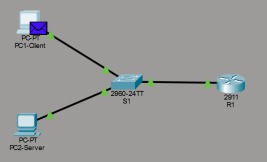 PC-PT
PC1-Client
2960-24TT
S1
2911
R1
PC-PT
PC2-Server